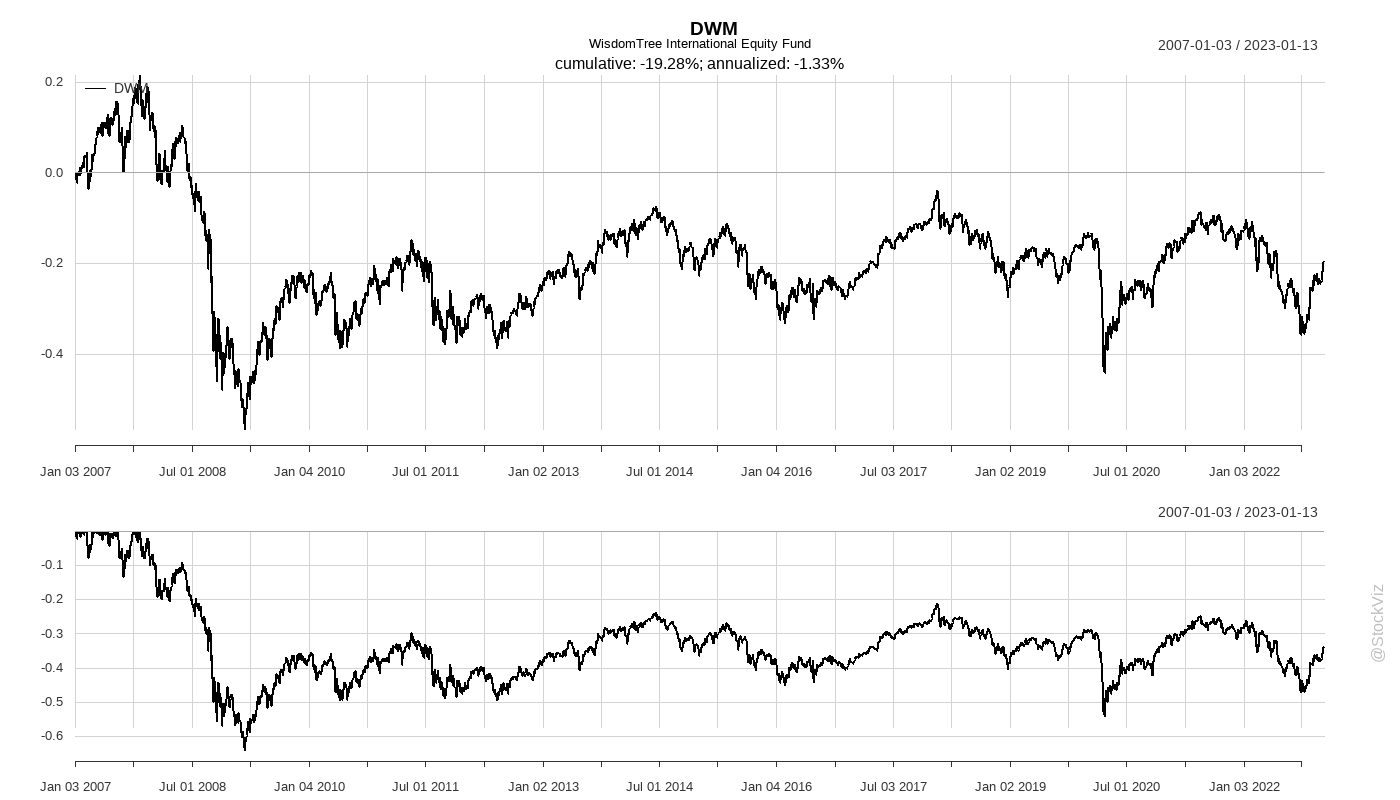 DWM
WisdomTree International Equity Fund
cumulative: -19.28%; annualized: -1.33%
2007-01-03 / 2023-01-13
DWM
0.2
0.0
-0.2
-0.4
Jan 03 2007 Jul 01 2008 Jan 04 2010 Jul 01 2011 Jan 02 2013 Jul 01 2014 Jan 04 2016 Jul 03 2017 Jan 02 2019 Jul 01 2020 Jan 03 2022
2007-01-03 / 2023-01-13
-0.1
-0.2
-0.3
-0.4
-0.5
-0.6
Jan 03 2007 Jul 01 2008 Jan 04 2010 Jul 01 2011 Jan 02 2013 Jul 01 2014 Jan 04 2016 Jul 03 2017 Jan 02 2019 Jul 01 2020 Jan 03 2022
@StockViz